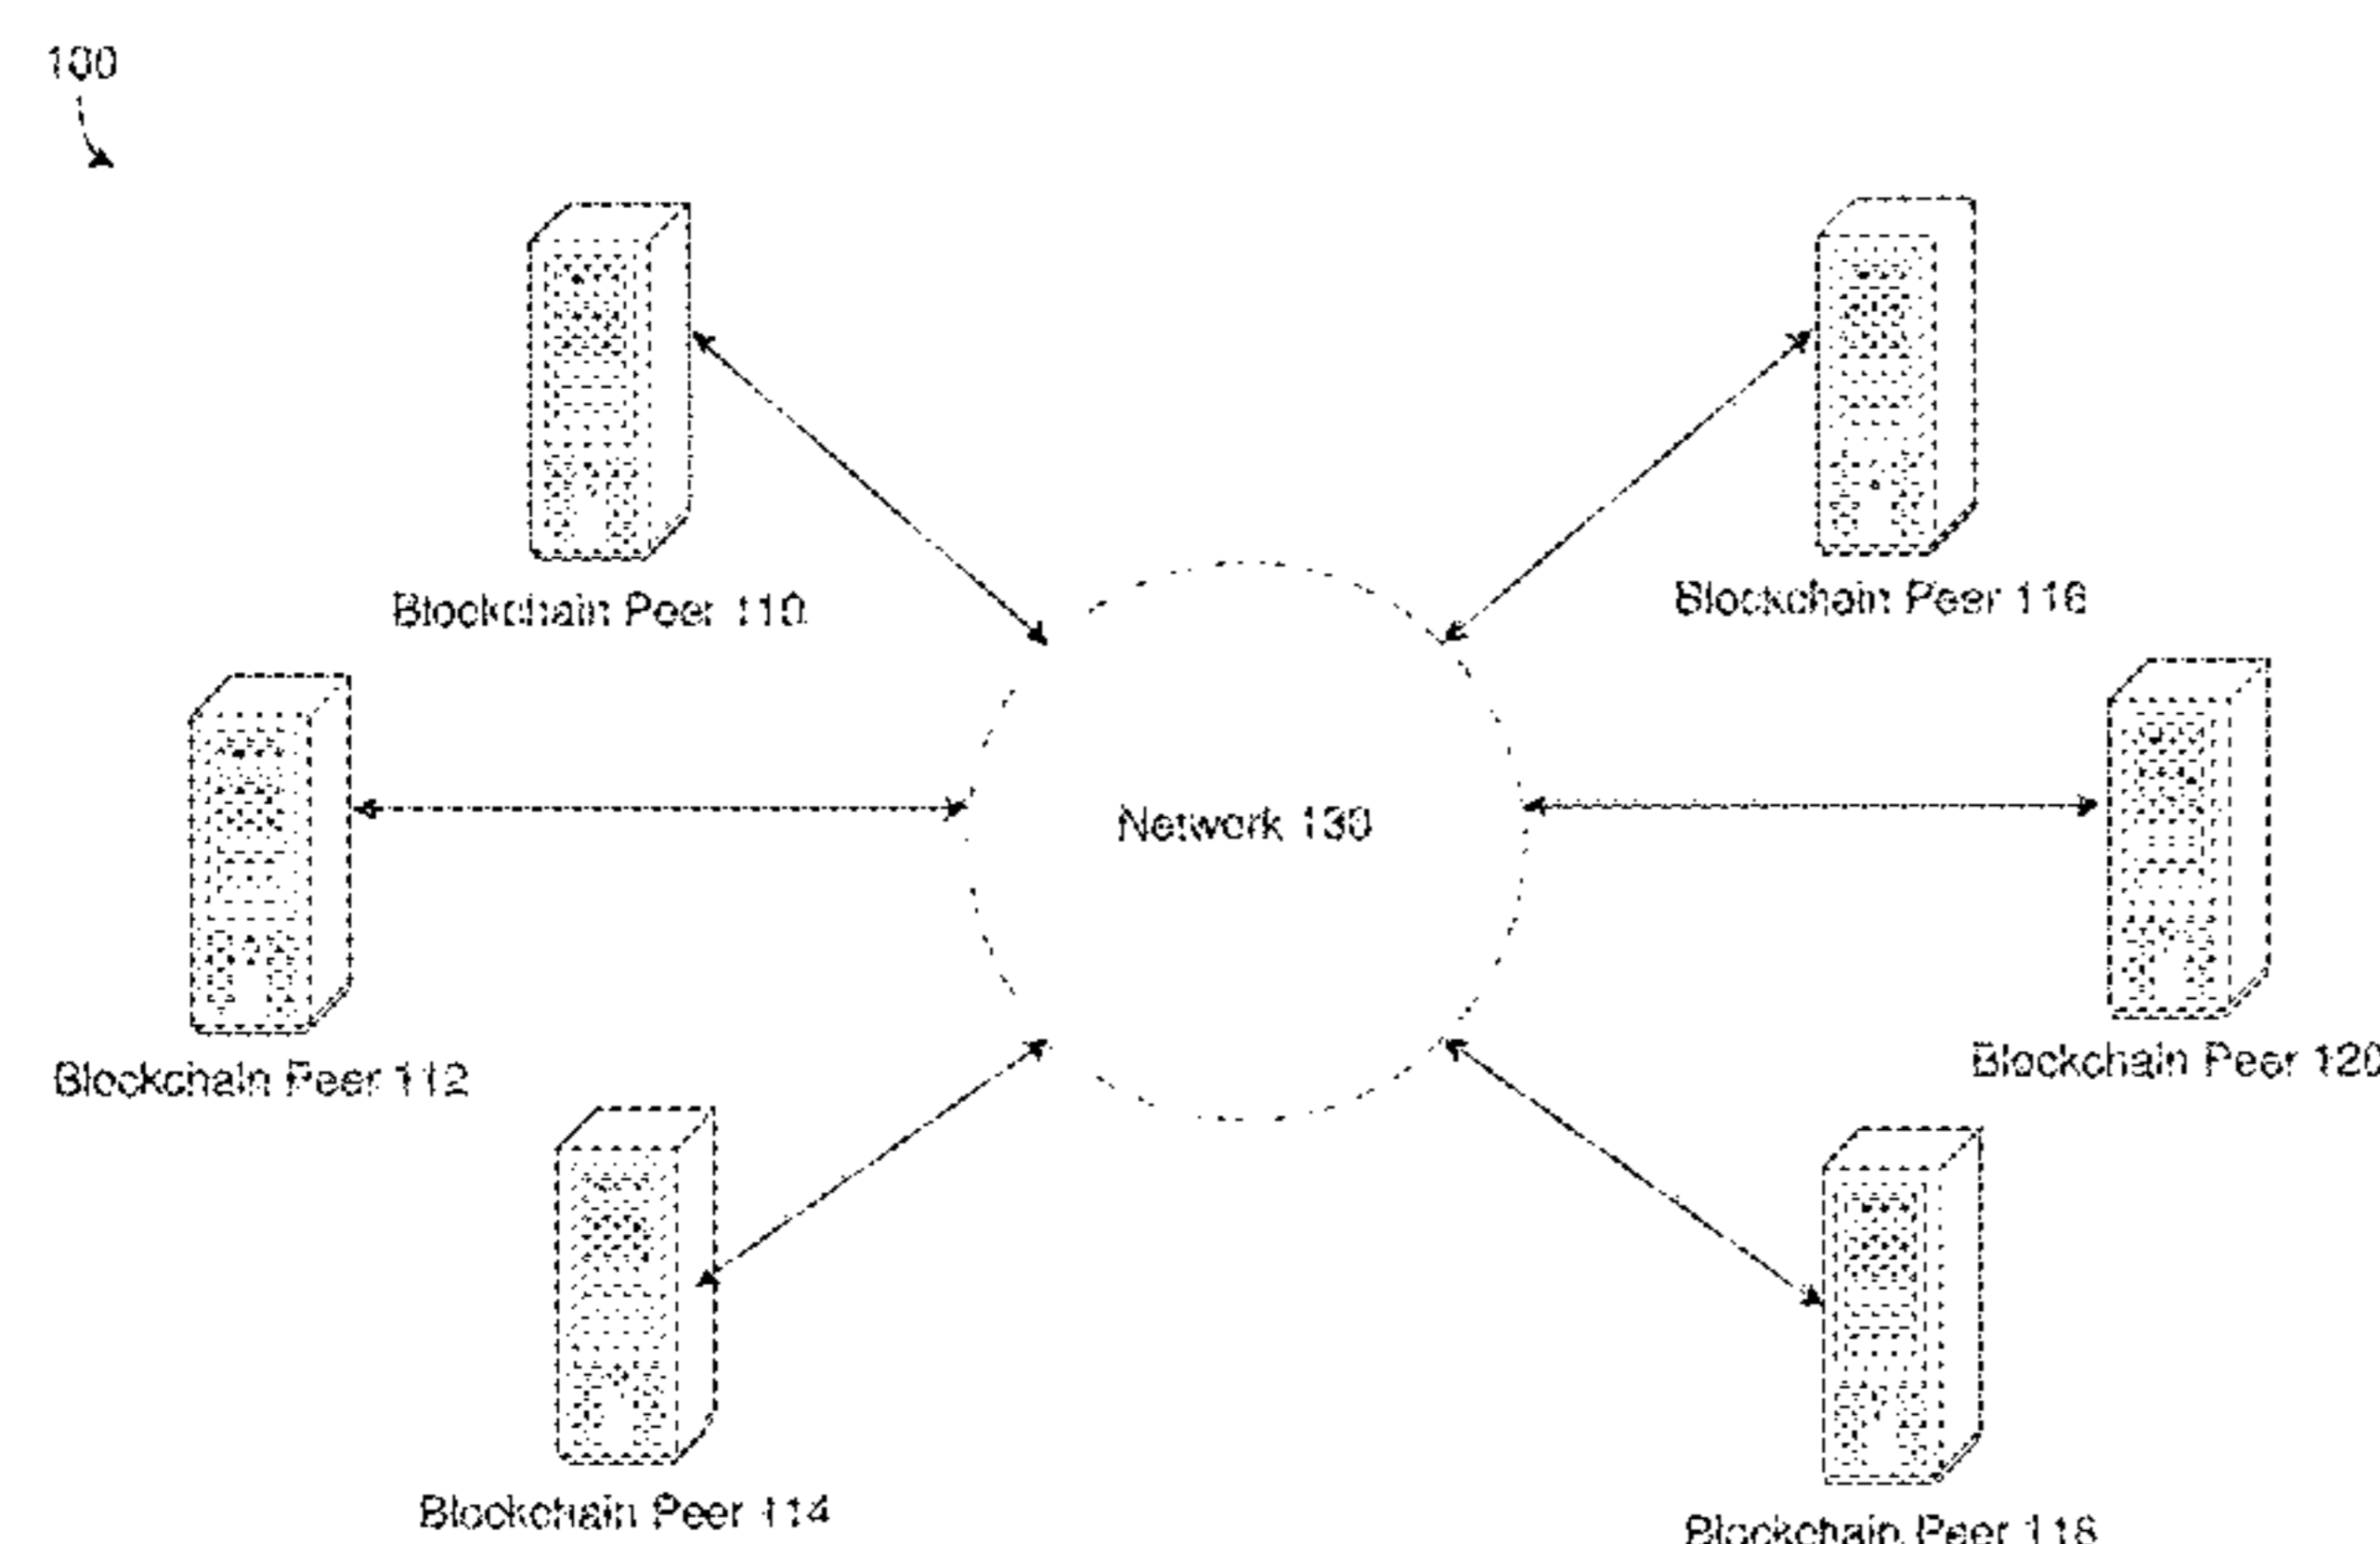 100
Blockchain Peer 110
Blockchain Peer 116
Network 130
Blockchain Peer 112
Blockchain Peer 120
Blockchain Peer 114
Blockchain Peer 118